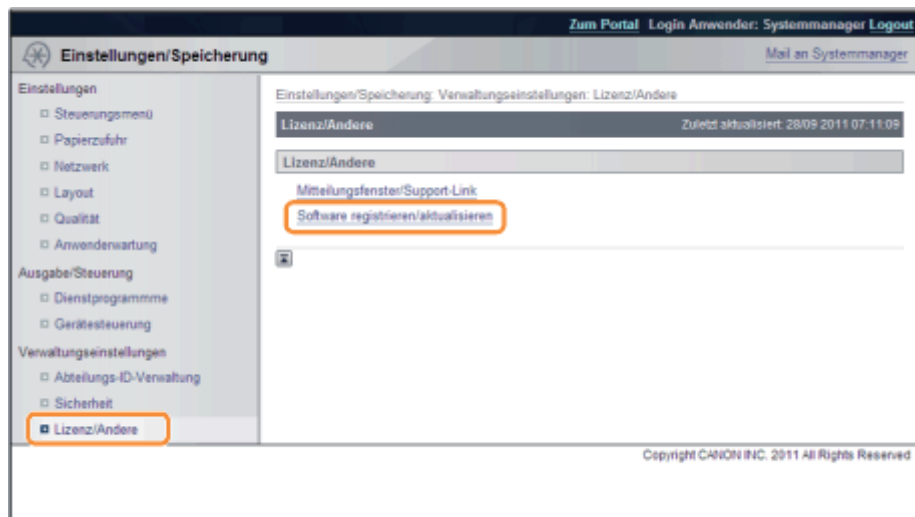 Zum Portal Login Anwender: Systemmanager Logout
Einstellungen/Speicherung
Mail an Systemmanager
Einstellungen
Steuerungsmenü
Papierzufuhr
Netzwerk
Layout
Qualität
Anwenderwartung
Ausgabe/Steuerung
Dienstprogrammme
Gerätesteuerung
Verwaltungseinstellungen
Abteilungs-ID-Verwaltung
Sicherheit
Lizenz/Andere
Einstellungen/Speicherung: Verwaltungseinstellungen: Lizenz/Andere
Lizenz/Andere
Zuletzt aktualisiert: 28/09 2011 07:11:09
Lizenz/Andere
Mitteilungsfenster/Support-Link
Software registrieren/aktualisieren
Copyright CANON INC. 2011 All Rights Reserved